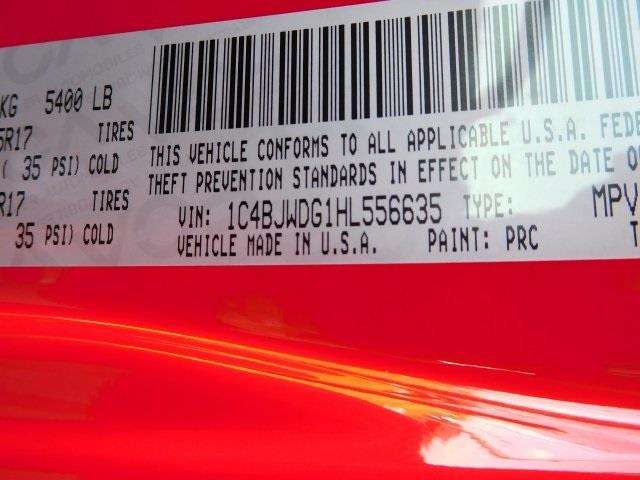 KG 5400 LB
5R17 TIRES
( 35 PSI) COLD
R17 TIRES
35 PSI) COLD
THIS VEHICLE CONFORMS TO ALL APPLICABLE U.S.A. FEDE
THEFT PREVENTION STANDARDS IN EFFECT ON THE DATE O
VIN: 1C4BJWDG1HL556635 TYPE: MPV
VEHICLE MADE IN U.S.A. PAINT: PRC T